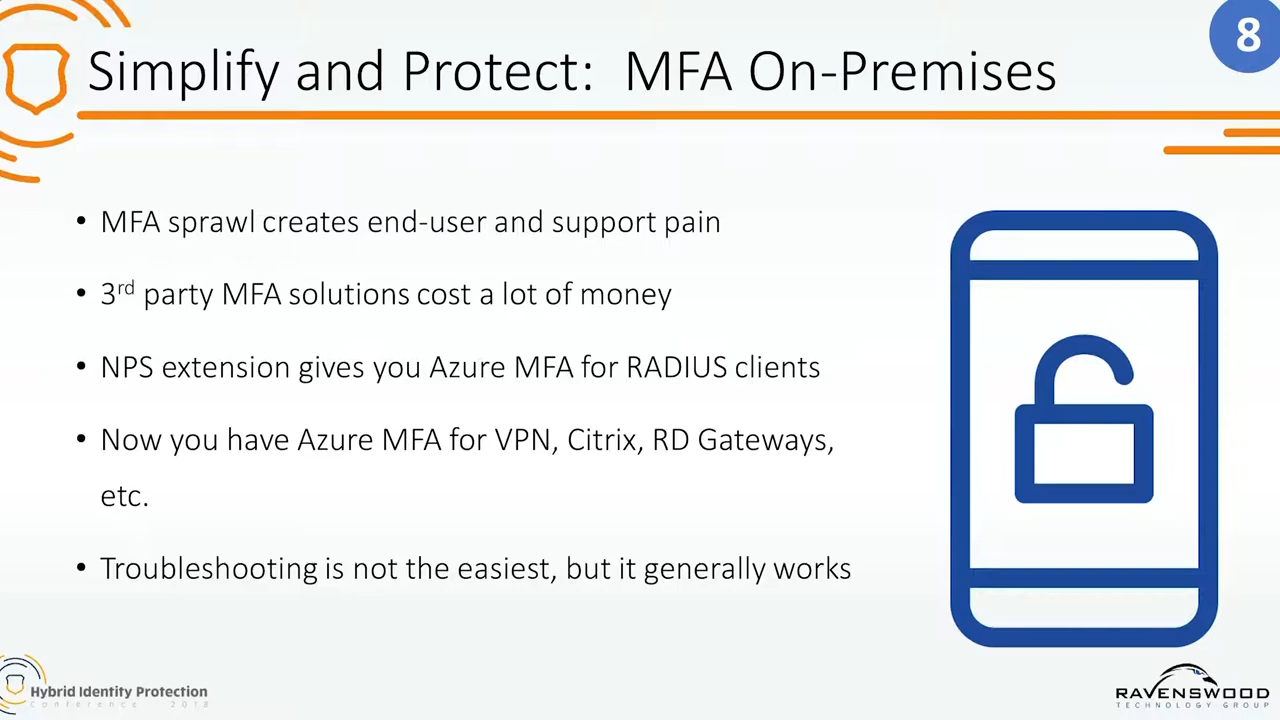 8
Simplify and Protect:  MFA On-Premises
• MFA sprawl creates end-user and support pain
• 3rd party MFA solutions cost a lot of money
• NPS extension gives you Azure MFA for RADIUS clients
• Now you have Azure MFA for VPN, Citrix, RD Gateways,
etc.
• Troubleshooting is not the easiest, but it generally works
Hybrid Identity Protection
Conference 2018
RAVENSWOOD
TECHNOLOGY GROUP